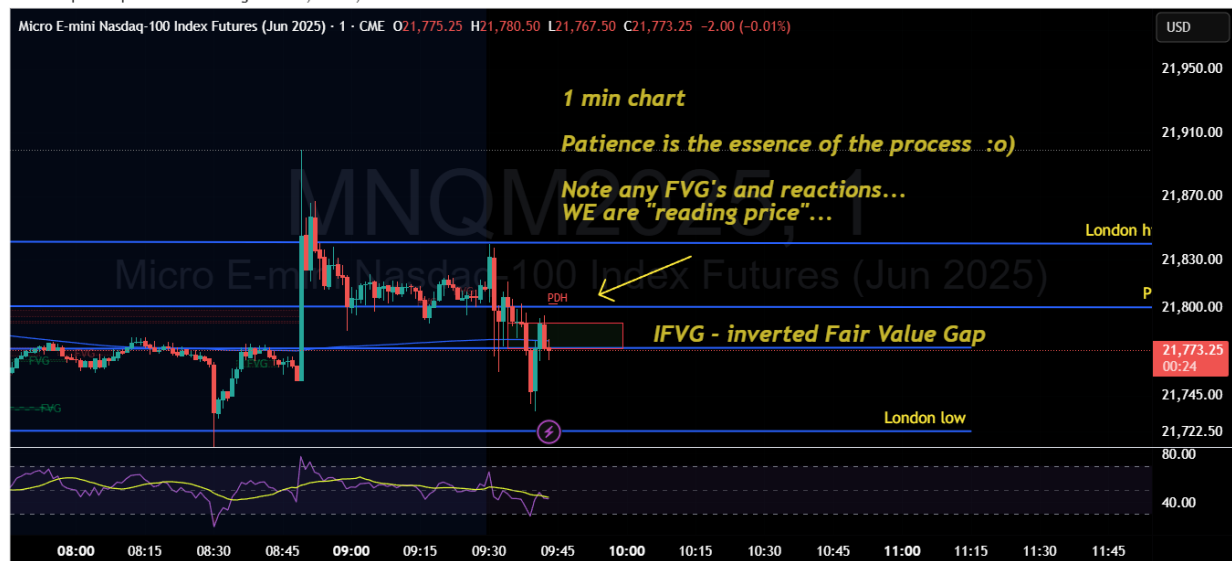 Micro E-mini Nasdaq-100 Index Futures (Jun 2025) · 1 · CME O21,775.25 H21,780.50 L21,767.50 C21,773.25 −2.00 (−0.01%)
USD
21,950.00
1 min chart
21,910.00
Patience is the essence of the process :o)
MNQM2025, 1
Note any FVG's and reactions...
21,870.00
WE are "reading price"...
London h
Micro E-mini Nasdaq-100 Index Futures (Jun 2025)
21,830.00
PDH
P
21,800.00
IFVG - inverted Fair Value Gap
21,773.25
00:24
FVG
FVG
FVG
21,745.00
London low
21,722.50
80.00
40.00
08:00 08:15 08:30 08:45 09:00 09:15 09:30 09:45 10:00 10:15 10:30 10:45 11:00 11:15 11:30 11:45